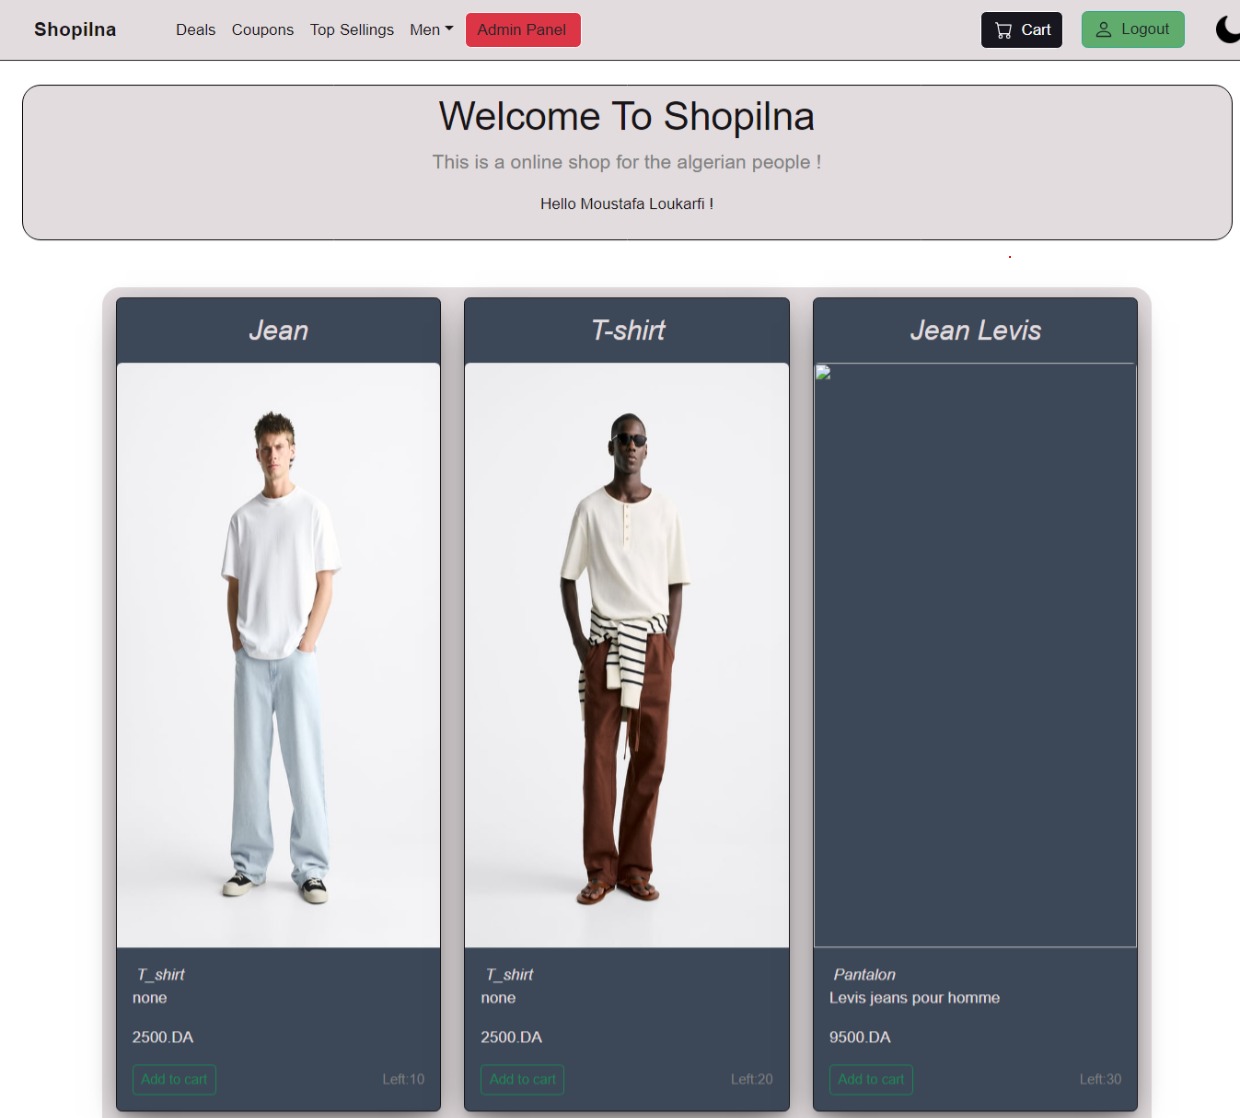 Shopilna Deals Coupons Top Sellings Men Admin Panel Cart Logout
Welcome To Shopilna
This is a online shop for the algerian people !
Hello Moustafa Loukarfi !
Jean
T_shirt
none
2500.DA
Add to cart Left:10
T-shirt
T_shirt
none
2500.DA
Add to cart Left:20
Jean Levis
Pantalon
Levis jeans pour homme
9500.DA
Add to cart Left:30